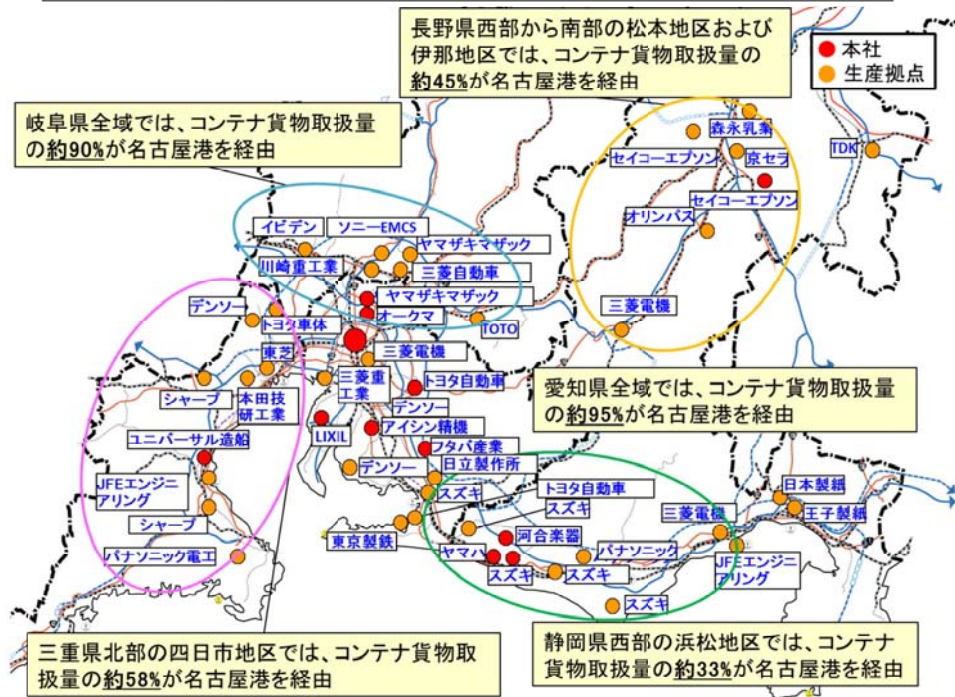 長野県西部から南部の松本地区および
伊那地区では、コンテナ貨物取扱量の
約45%が名古屋港を経由
本社
生産拠点
岐阜県全域では、コンテナ貨物取扱量
の約90%が名古屋港を経由
森永乳業
セイコーエプソン
京セラ
TDK
セイコーエプソン
オリンパス
イビデン
ソニーEMCS
ヤマザキマザック
川崎重工業
三菱自動車
ヤマザキマザック
オークマ
TOTO
三菱電機
デンソー
トヨタ車体
東芝
三菱電機
シャープ
本田技
研工業
三菱重
工業
トヨタ自動車
愛知県全域では、コンテナ貨物取扱量
の約95%が名古屋港を経由
デンソー
LIXIL
アイシン精機
ユニバーサル造船
フタバ産業
デンソー
日立製作所
JFEエンジニ
アリング
スズキ
トヨタ自動車
スズキ
日本製紙
三菱電機
王子製紙
シャープ
東京製鉄
河合楽器
ヤマハ
パナソニック
パナソニック電工
スズキ
スズキ
JFEエンジニ
アリング
スズキ
三重県北部の四日市地区では、コンテナ貨物取
扱量の約58%が名古屋港を経由
静岡県西部の浜松地区では、コンテナ
貨物取扱量の約33%が名古屋港を経由